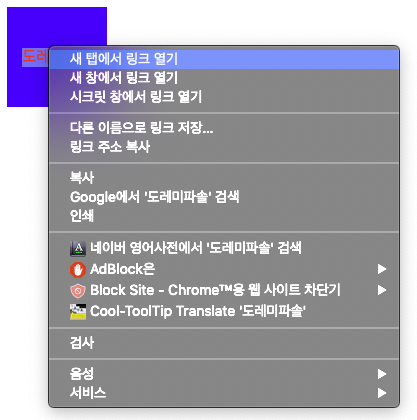 도레
새 탭에서 링크 열기
새 창에서 링크 열기
시크릿 창에서 링크 열기
다른 이름으로 링크 저장...
링크 주소 복사
복사
Google에서 '도레미파솔' 검색
인쇄
네이버 영어사전에서 '도레미파솔' 검색
AdBlock은
Block Site - Chrome™용 웹 사이트 차단기
Cool-ToolTip Translate '도레미파솔'
검사
음성
서비스